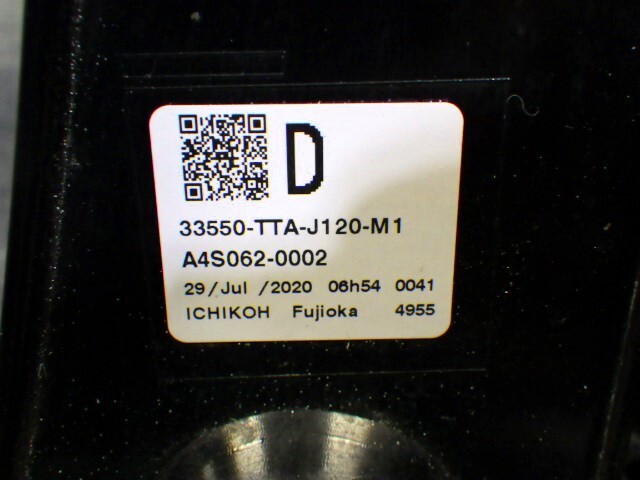 D
33550-TTA-J120-M1
A4S062-0002
29/Jul /2020 06h54 0041
ICHIKOH Fujioka 4955